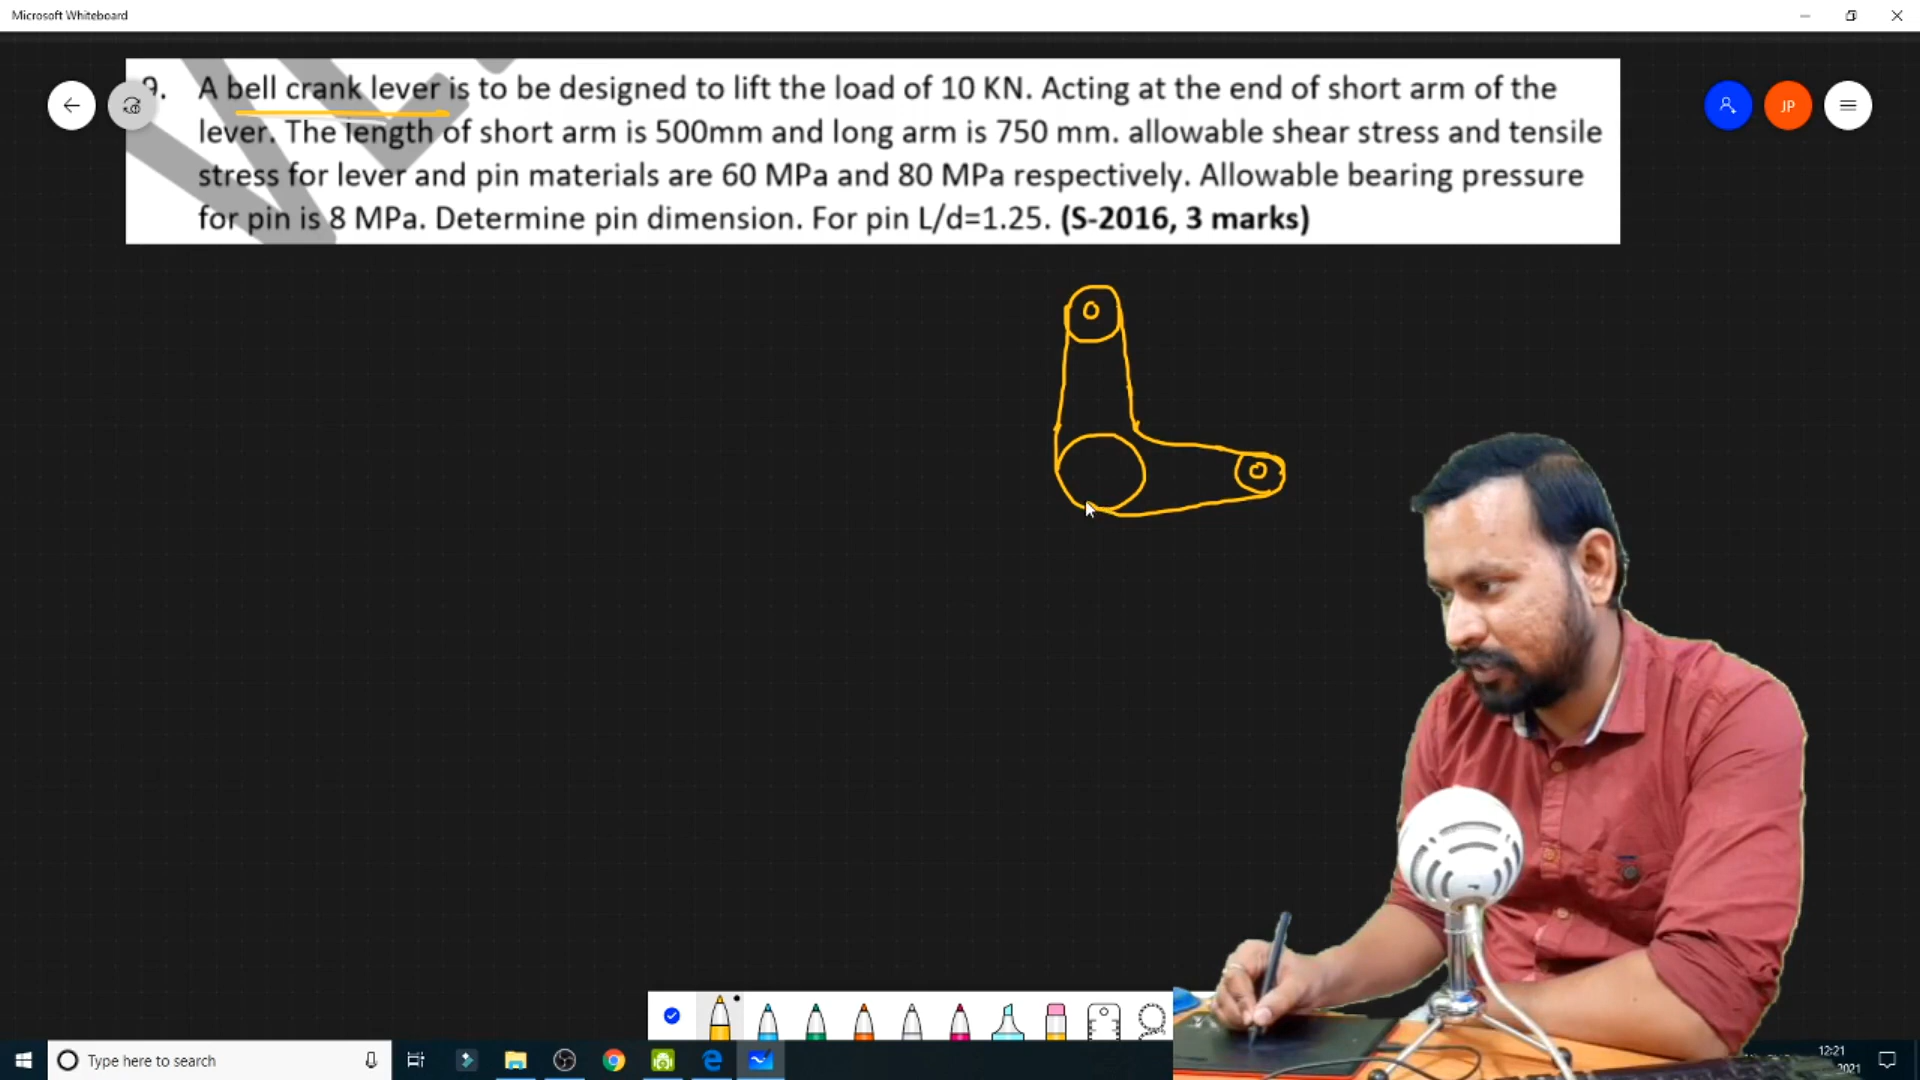 Microsoft Whiteboard
9. A bell crank lever is to be designed to lift the load of 10 KN. Acting at the end of short arm of the
lever. The length of short arm is 500mm and long arm is 750 mm. allowable shear stress and tensile
stress for lever and pin materials are 60 MPa and 80 MPa respectively. Allowable bearing pressure
for pin is 8 MPa. Determine pin dimension. For pin L/d=1.25. (S-2016, 3 marks)
JP
Type here to search
12:21
2021